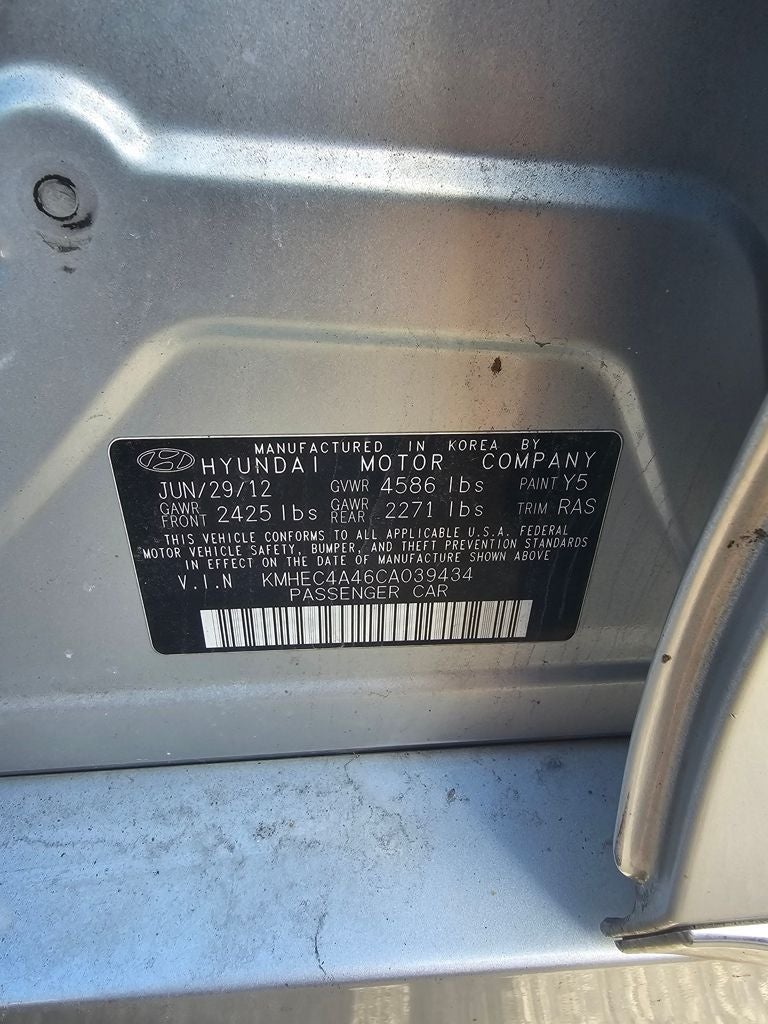 MANUFACTURED IN KOREA BY
HYUNDAI MOTOR COMPANY
JUN/29/12 GVWR 4586 lbs PAINT Y5
GAWR FRONT 2425 lbs GAWR REAR 2271 lbs TRIM RAS
THIS VEHICLE CONFORMS TO ALL APPLICABLE U.S.A. FEDERAL
MOTOR VEHICLE SAFETY, BUMPER, AND THEFT PREVENTION STANDARDS
IN EFFECT ON THE DATE OF MANUFACTURE SHOWN ABOVE
V.I.N KMHEC4A46CA039434
PASSENGER CAR